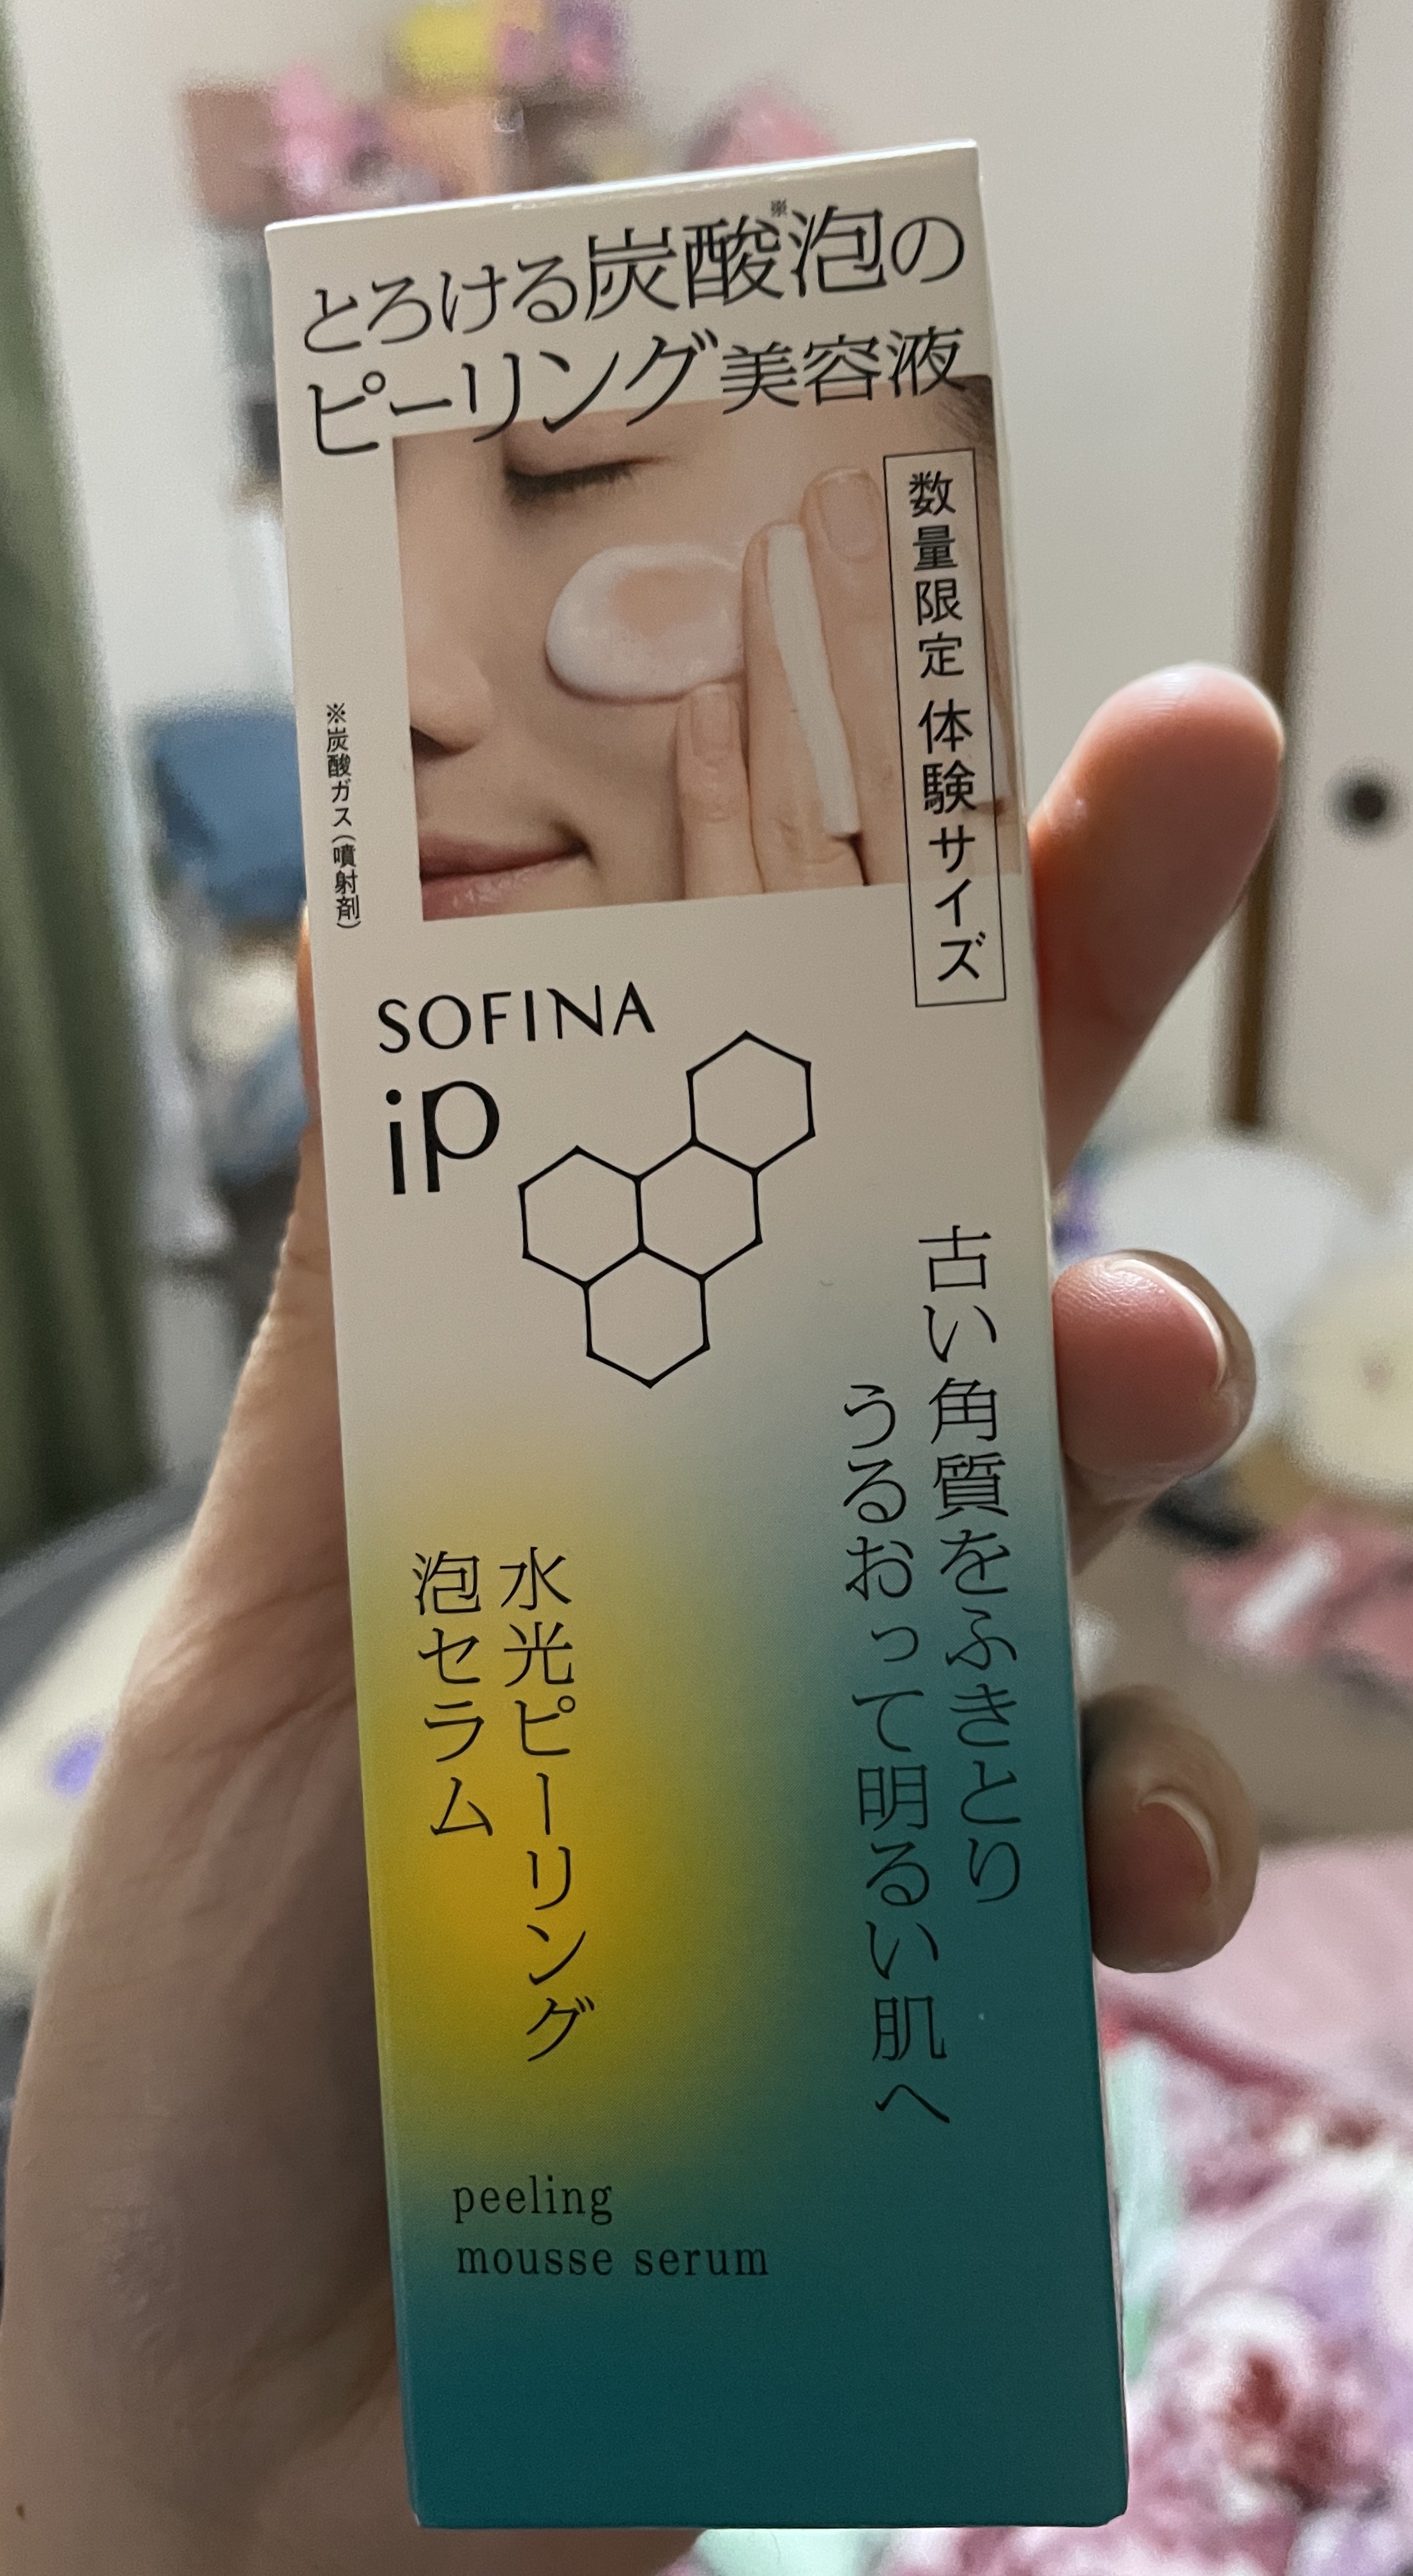 とろける炭酸※泡の
ピーリング美容液
数量限定 体験サイズ
※炭酸ガス(噴射剤)
SOFINA
iP
古い角質をふきとり
うるおって明るい肌へ
水光ピーリング
泡セラム
peeling
mousse serum